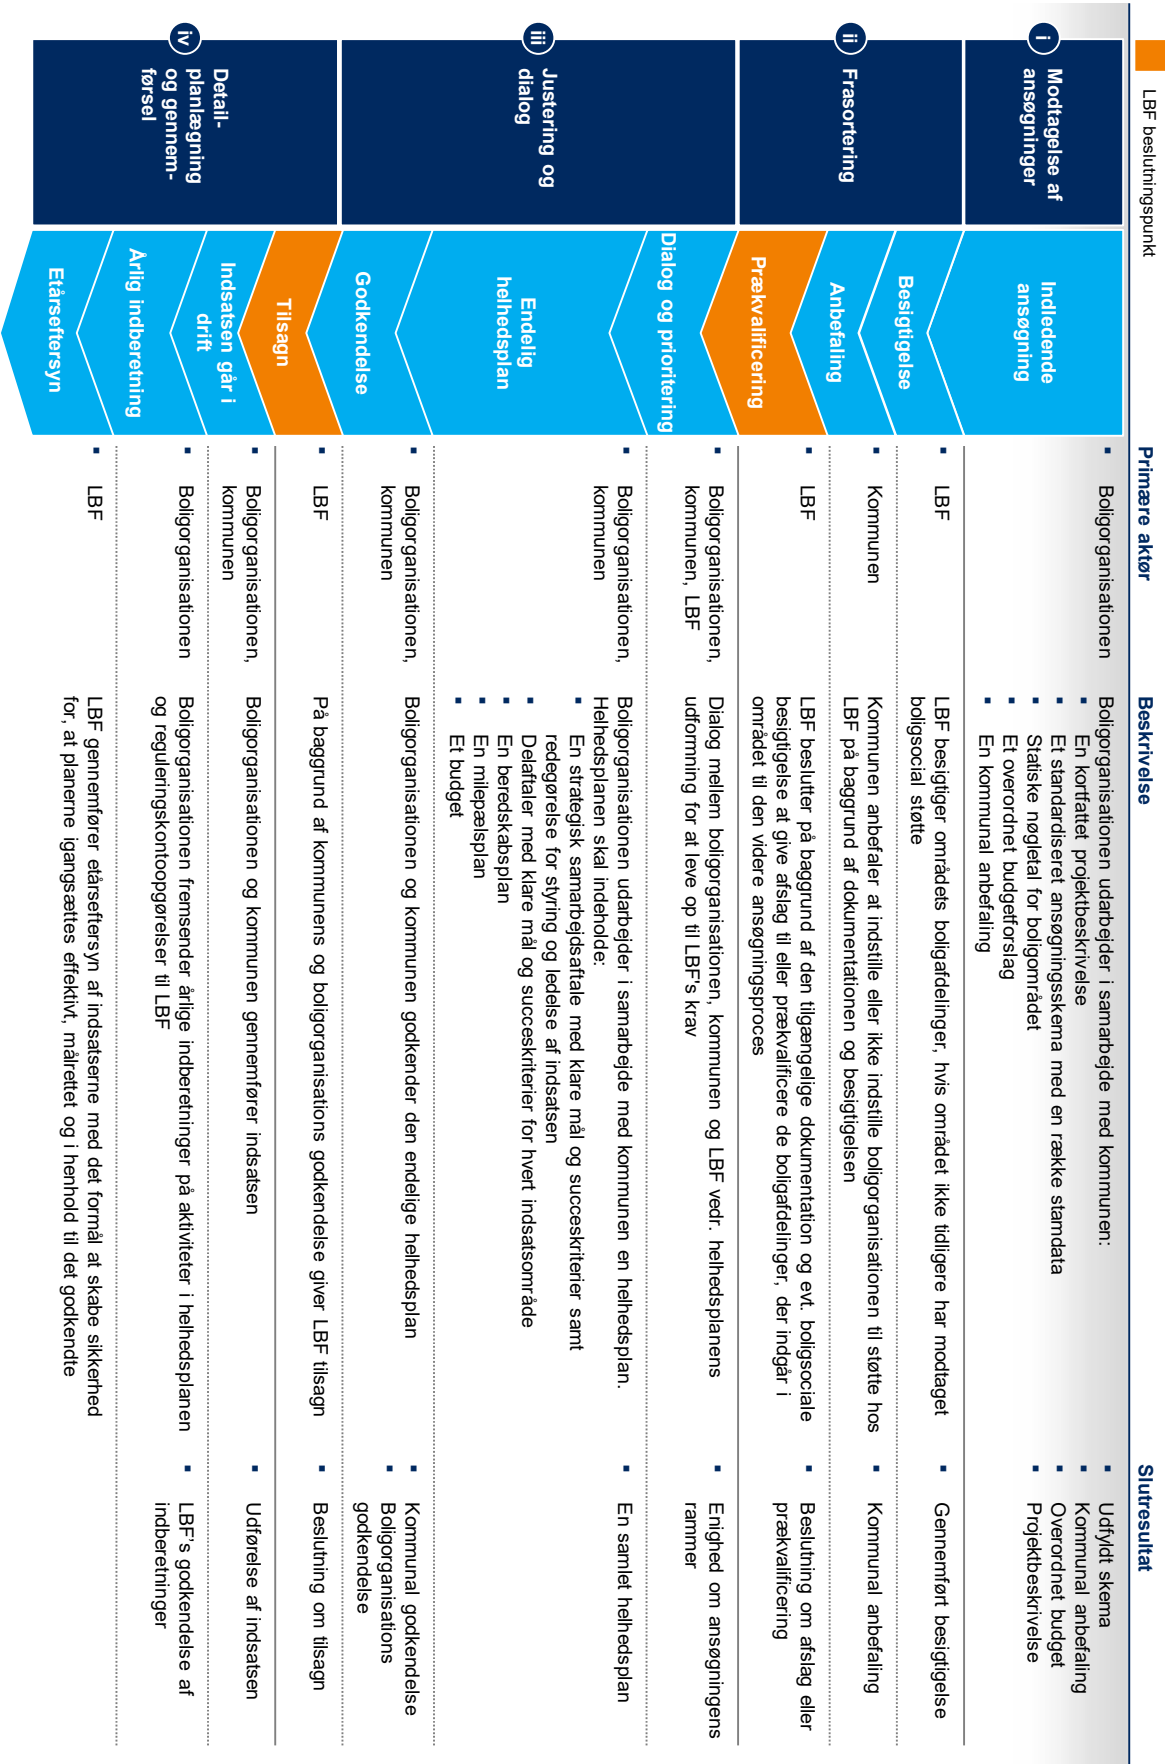 LBF beslutningspunkt
Primære aktør
Beskrivelse
Slutresultat
i
Modtagelse af
ansøgninger
Indledende
ansøgning
▪ Boligorganisationen
Boligorganisationen udarbejder i samarbejde med kommunen:
▪ En kortfattet projektbeskrivelse
▪ Et standardiseret ansøgningsskema med en række stamdata
▪ Statiske nøgletal for boligområdet
▪ Et overordnet budgetforslag
▪ En kommunal anbefaling
▪ Udfyldt skema
▪ Kommunal anbefaling
▪ Overordnet budget
▪ Projektbeskrivelse
ii
Frasortering
Besigtigelse
▪ LBF
LBF besigtiger områdets boligafdelinger, hvis området ikke tidligere har modtaget
boligsocial støtte
▪ Gennemført besigtigelse
Anbefaling
▪ Kommunen
Kommunen anbefaler at indstille eller ikke indstille boligorganisationen til støtte hos
LBF på baggrund af dokumentationen og besigtigelsen
▪ Kommunal anbefaling
Prækvalificering
▪ LBF
LBF beslutter på baggrund af den tilgængelige dokumentation og evt. boligsociale
besigtigelse at give afslag til eller prækvalificere de boligafdelinger, der indgår i
området til den videre ansøgningsproces
▪ Beslutning om afslag eller
prækvalificering
iii
Justering og
dialog
Dialog og prioritering
▪ Boligorganisationen,
kommunen, LBF
Dialog mellem boligorganisationen, kommunen og LBF vedr. helhedsplanens
udformning for at leve op til LBF's krav
▪ Enighed om ansøgningens
rammer
Endelig
helhedsplan
▪ Boligorganisationen,
kommunen
Boligorganisationen udarbejder i samarbejde med kommunen en helhedsplan.
Helhedsplanen skal indeholde:
▪ En strategisk samarbejdsaftale med klare mål og succeskriterier samt
redegørelse for styring og ledelse af indsatsen
▪ Delaftaler med klare mål og succeskriterier for hvert indsatsområde
▪ En beredskabsplan
▪ En milepælsplan
▪ Et budget
▪ En samlet helhedsplan
Godkendelse
▪ Boligorganisationen,
kommunen
Boligorganisationen og kommunen godkender den endelige helhedsplan
▪ Kommunal godkendelse
▪ Boligorganisations
godkendelse
iv
Detail-
planlægning
og gennem-
førsel
Tilsagn
▪ LBF
På baggrund af kommunens og boligorganisations godkendelse giver LBF tilsagn
▪ Beslutning om tilsagn
Indsatsen går i
drift
▪ Boligorganisationen,
kommunen
Boligorganisationen og kommunen gennemfører indsatsen
▪ Udførelse af indsatsen
Årlig indberetning
▪ Boligorganisationen
Boligorganisationen fremsender årlige indberetninger på aktiviteter i helhedsplanen
og reguleringskontoopgørelser til LBF
▪ LBF's godkendelse af
indberetninger
Etårseftersyn
▪ LBF
LBF gennemfører etårseftersyn af indsatserne med det formål at skabe sikkerhed
for, at planerne igangsættes effektivt, målrettet og i henhold til det godkendte